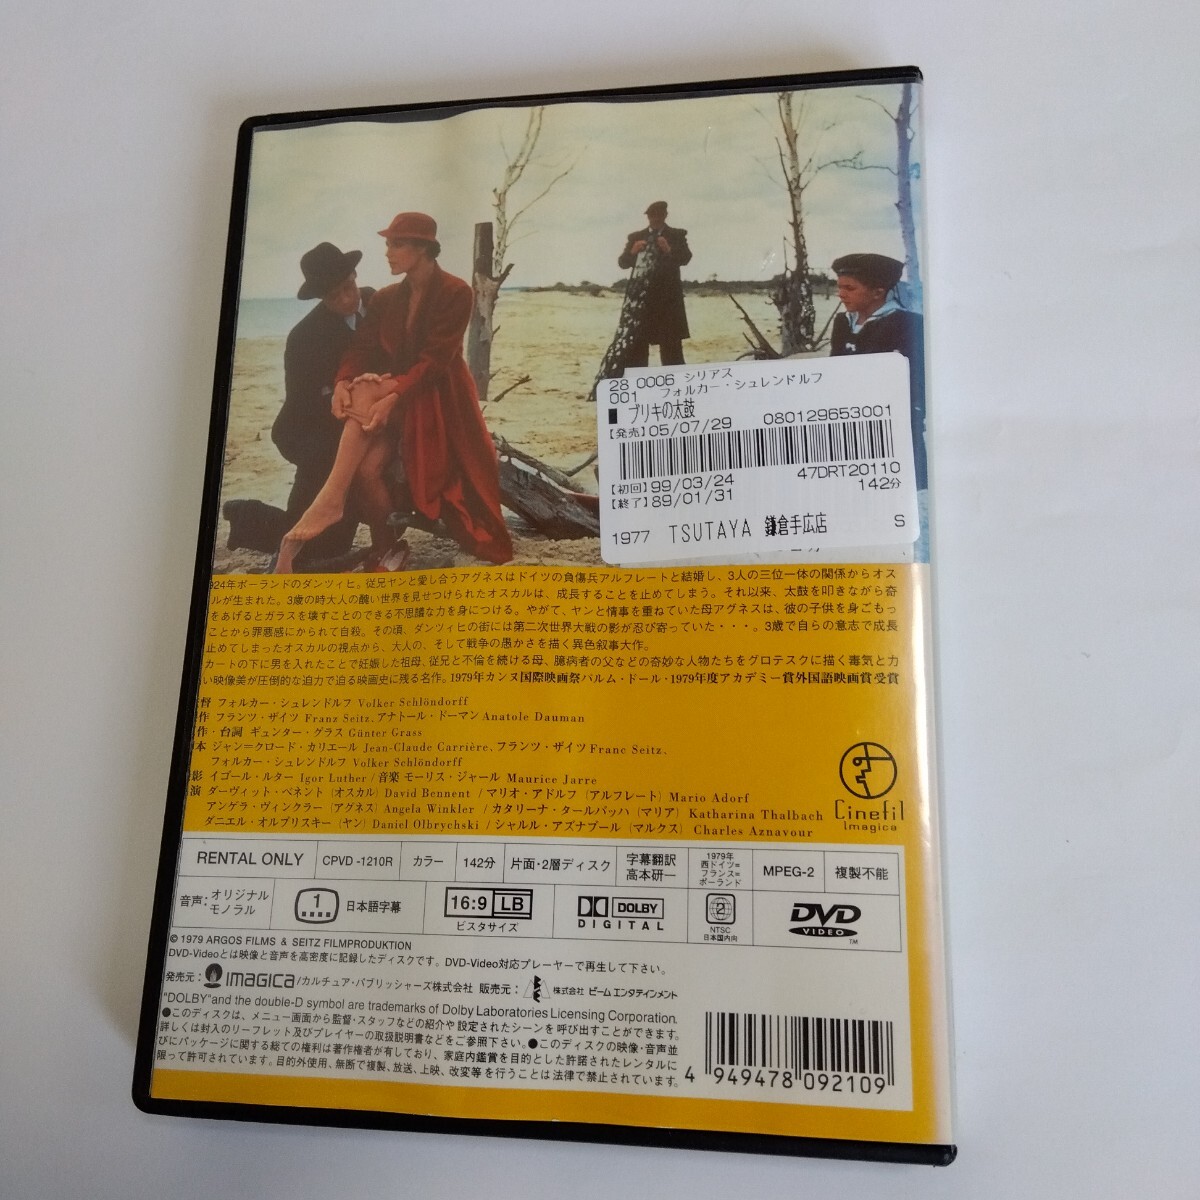 28 0006 シリアス
001 フォルカー・シュレンドルフ
■ ブリキの太鼓
【発売】05/07/29 080129653001
47DRT20110
【初回】99/03/24 142分
【終了】89/01/31
1977 TSUTAYA 鎌倉手広店 S
924年ポーランドのダンツィヒ。従兄ヤンと愛し合うアグネスはドイツの負傷兵アルフレートと結婚し、3人の三位一体の関係からオス
ルが生まれた。3歳の時大人の醜い世界を見せつけられたオスカルは、成長することを止めてしまう。それ以来、太鼓を叩きながら奇
をあげるとガラスを壊すことのできる不思議な力を身につける。やがて、ヤンと情事を重ねていた母アグネスは、彼の子供を身ごもっ
ことから罪悪感にかられて自殺。その頃、ダンツィヒの街には第二次世界大戦の影が忍び寄っていた・・・。3歳で自らの意志で成長
止めてしまったオスカルの視点から、大人の、そして戦争の愚かさを描く異色叙事大作。
カートの下に男を入れたことで妊娠した祖母、従兄と不倫を続ける母、臆病者の父などの奇妙な人物たちをグロテスクに描く毒気と力
い映像美が圧倒的な迫力で迫る映画史に残る名作。1979年カンヌ国際映画祭パルム・ドール・1979年度アカデミー賞外国語映画賞受賞
督 フォルカー・シュレンドルフ Volker Schlöndorff
作 フランツ・ザイツ Franz Seitz、アナトール・ドーマン Anatole Dauman
作・台詞 ギュンター・グラス Günter Grass
本 ジャン=クロード・カリエール Jean-Claude Carrière、フランツ・ザイツ Franc Seitz、
フォルカー・シュレンドルフ Volker Schlöndorff
影 イゴール・ルター Igor Luther / 音楽 モーリス・ジャール Maurice Jarre
演 ダーヴィット・ベネント（オスカル）David Bennent / マリオ・アドルフ（アルフレート）Mario Adorf
アンゲラ・ヴィンクラー（アグネス）Angela Winkler / カタリーナ・タールバッハ（マリア）Katharina Thalbach
ダニエル・オルブリスキー（ヤン）Daniel Olbrychski / シャルル・アズナブール（マルクス）Charles Aznavour
Cinefil
Imagica
RENTAL ONLY CPVD-1210R カラー 142分 片面・2層ディスク 字幕翻訳 高本研一 1979年 西ドイツ=フランス=ポーランド MPEG-2 複製不能
音声：オリジナル モノラル 1 日本語字幕 16:9 LB ビスタサイズ DOLBY DIGITAL 2 NTSC 日本国内向 DVD VIDEO TM
© 1979 ARGOS FILMS & SEITZ FILMPRODUKTION
DVD-Videoとは映像と音声を高密度に記録したディスクです。DVD-Video対応プレーヤーで再生して下さい。
発売元： IMAGICA/カルチュア・パブリッシャーズ株式会社 販売元： 株式会社 ビームエンタテインメント
"DOLBY"and the double-D symbol are trademarks of Dolby Laboratories Licensing Corporation.
●このディスクは、メニュー画面から監督・スタッフなどの紹介や設定されたシーンを呼び出すことができます。
詳しくは封入のリーフレット及びプレイヤーの取扱説明書などをご参照下さい。●このディスクの映像・音声並
びにパッケージに関する総ての権利は著作権者が有しており、家庭内鑑賞を目的とした許諾されたレンタルに
限って許可されています。目的外使用、無断で複製、放送、上映、改変等を行うことは法律で禁止されています。
4 949478 092109